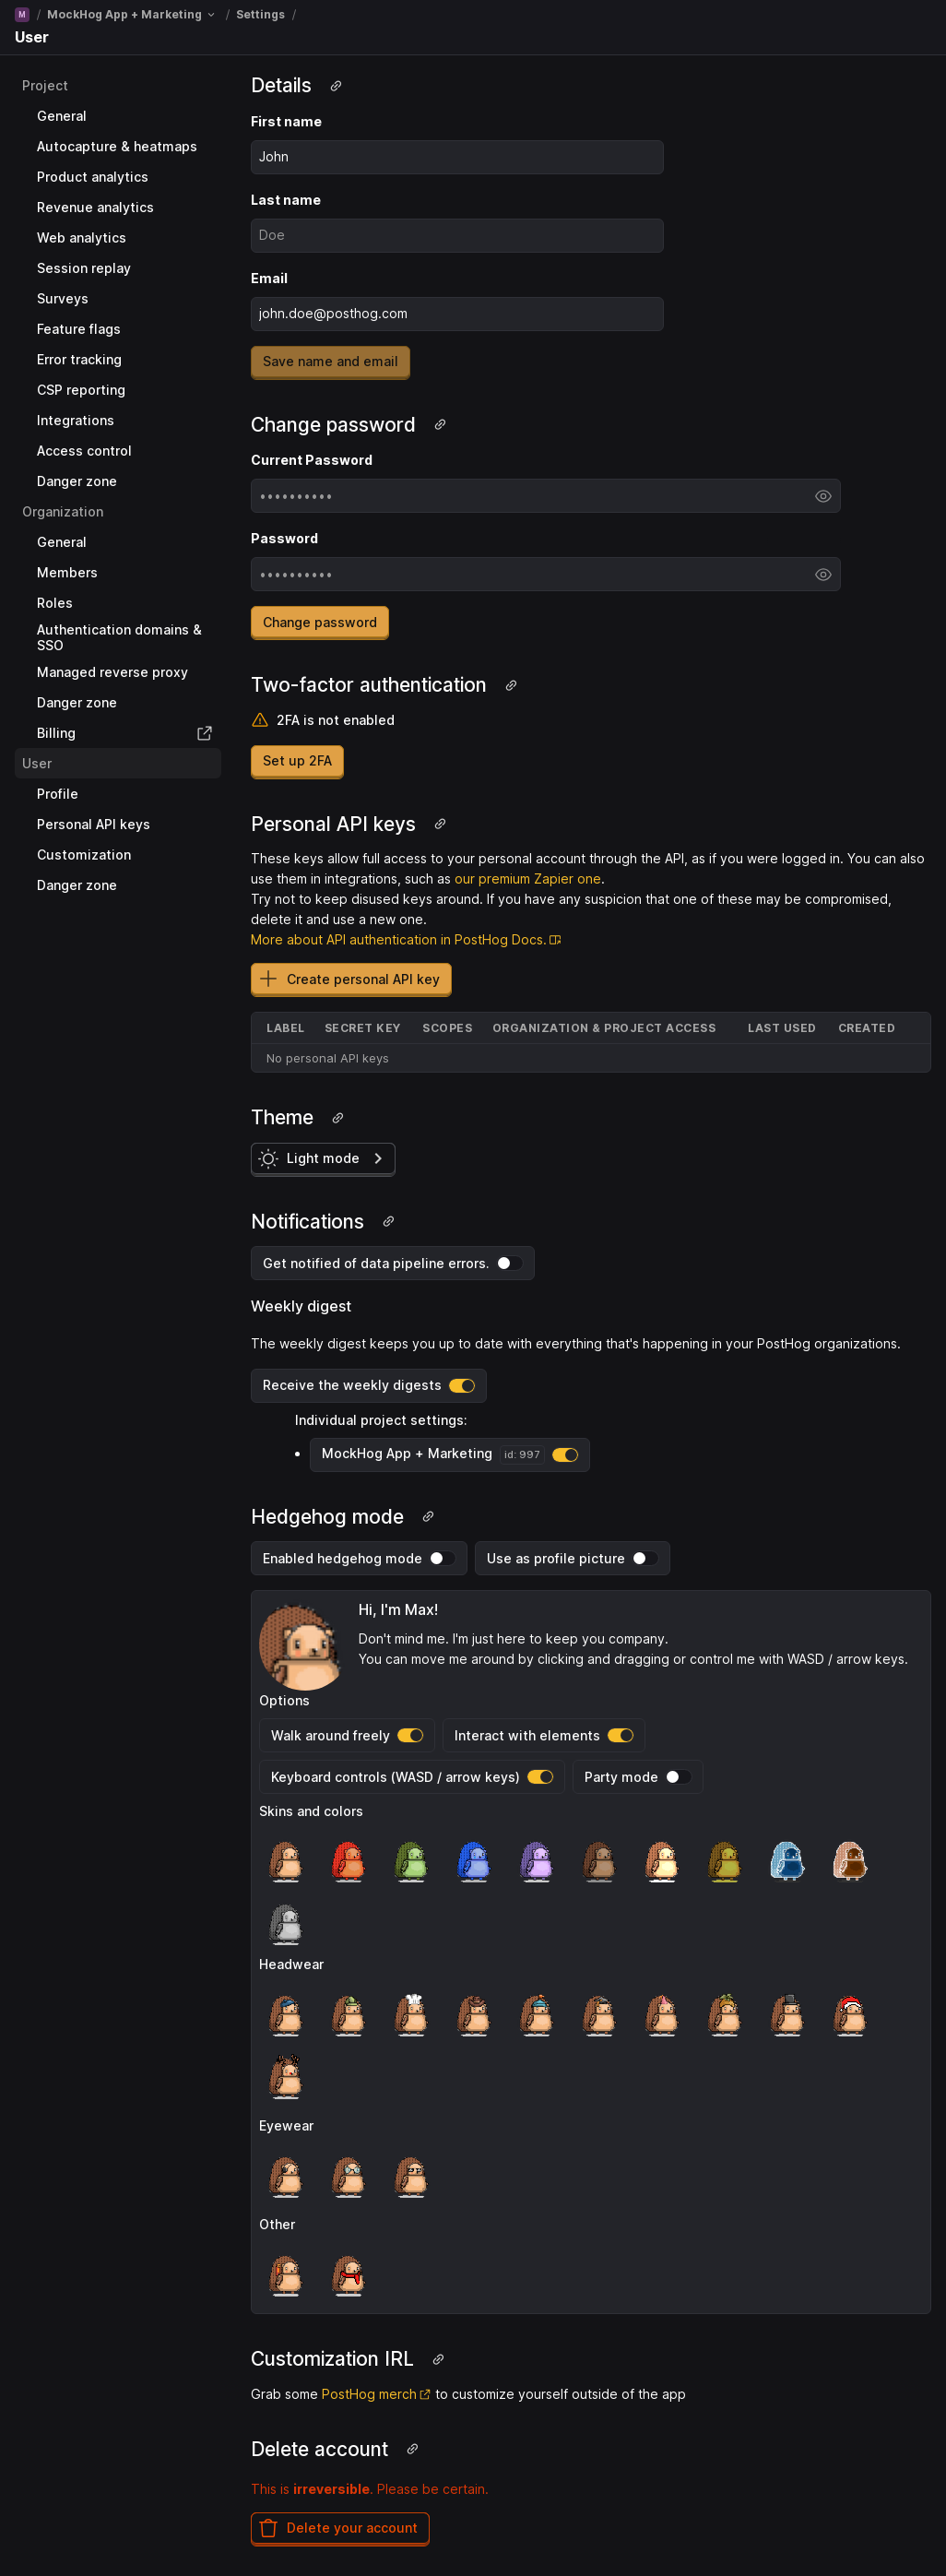 M / MockHog App + Marketing / Settings /
User
Project
General
Autocapture & heatmaps
Product analytics
Revenue analytics
Web analytics
Session replay
Surveys
Feature flags
Error tracking
CSP reporting
Integrations
Access control
Danger zone
Organization
General
Members
Roles
Authentication domains &
SSO
Managed reverse proxy
Danger zone
Billing
User
Profile
Personal API keys
Customization
Danger zone
Details
First name
John
Last name
Doe
Email
john.doe@posthog.com
Save name and email
Change password
Current Password
••••••••••
Password
••••••••••
Change password
Two-factor authentication
2FA is not enabled
Set up 2FA
Personal API keys
These keys allow full access to your personal account through the API, as if you were logged in. You can also
use them in integrations, such as our premium Zapier one.
Try not to keep disused keys around. If you have any suspicion that one of these may be compromised,
delete it and use a new one.
More about API authentication in PostHog Docs.
Create personal API key
LABEL SECRET KEY SCOPES ORGANIZATION & PROJECT ACCESS LAST USED CREATED
No personal API keys
Theme
Light mode
Notifications
Get notified of data pipeline errors.
Weekly digest
The weekly digest keeps you up to date with everything that's happening in your PostHog organizations.
Receive the weekly digests
Individual project settings:
• MockHog App + Marketing id: 997
Hedgehog mode
Enabled hedgehog mode Use as profile picture
Hi, I'm Max!
Don't mind me. I'm just here to keep you company.
You can move me around by clicking and dragging or control me with WASD / arrow keys.
Options
Walk around freely Interact with elements
Keyboard controls (WASD / arrow keys) Party mode
Skins and colors
Headwear
Eyewear
Other
Customization IRL
Grab some PostHog merch to customize yourself outside of the app
Delete account
This is irreversible. Please be certain.
Delete your account